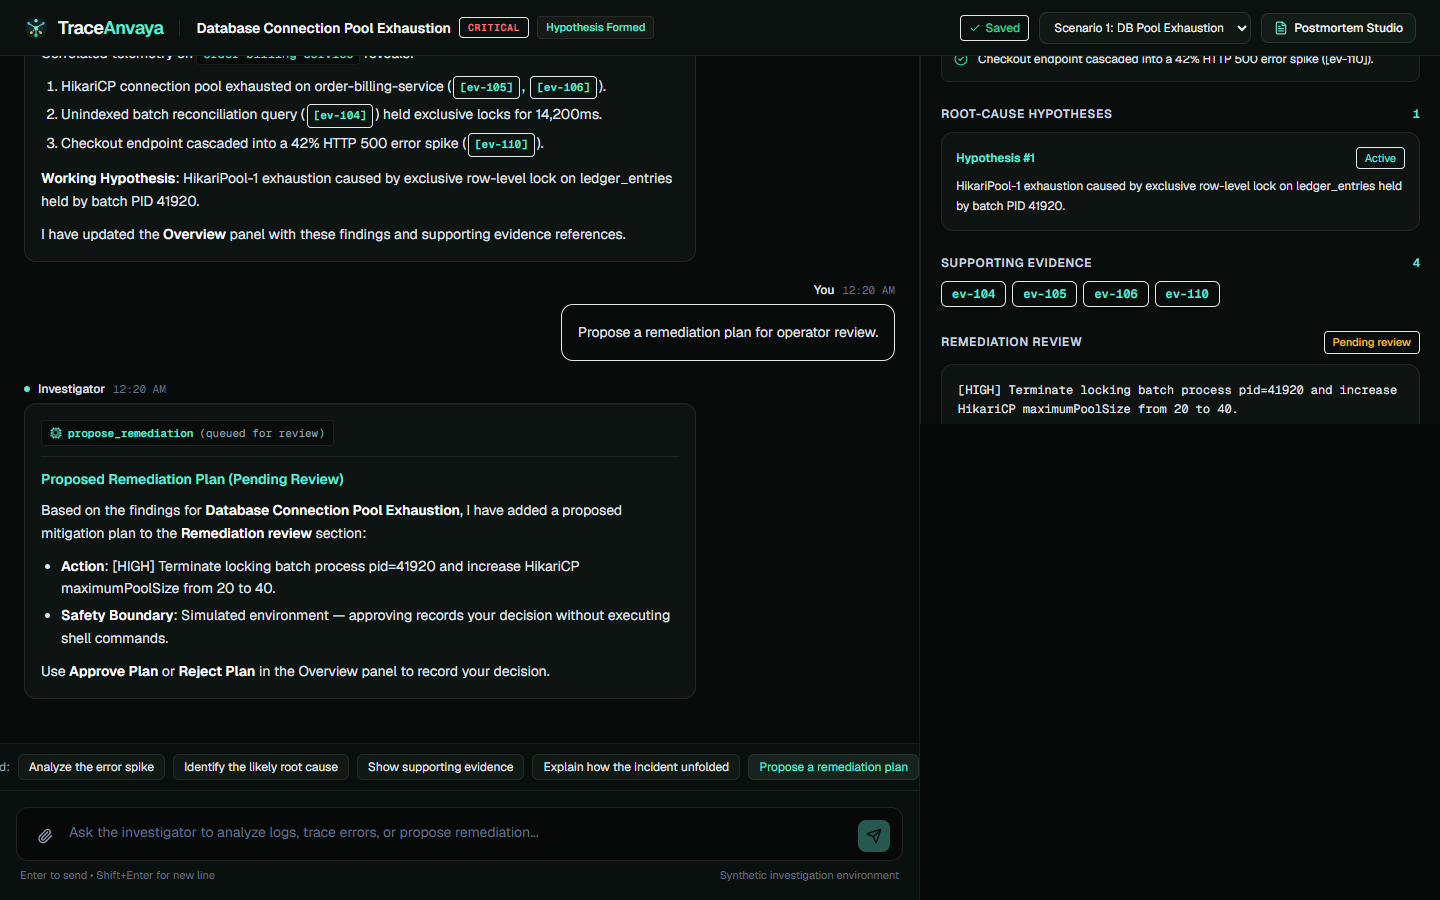 TraceAnvaya
Database Connection Pool Exhaustion
CRITICAL
Hypothesis Formed
Saved
Scenario 1: DB Pool Exhaustion
Postmortem Studio
Correlated telemetry on order-billing-service reveals:
1. HikariCP connection pool exhausted on order-billing-service ( [ev-105] , [ev-106] ).
2. Unindexed batch reconciliation query ( [ev-104] ) held exclusive locks for 14,200ms.
3. Checkout endpoint cascaded into a 42% HTTP 500 error spike ( [ev-110] ).
Working Hypothesis: HikariPool-1 exhaustion caused by exclusive row-level lock on ledger_entries
held by batch PID 41920.
I have updated the Overview panel with these findings and supporting evidence references.
You 12:20 AM
Propose a remediation plan for operator review.
Investigator 12:20 AM
propose_remediation (queued for review)
Proposed Remediation Plan (Pending Review)
Based on the findings for Database Connection Pool Exhaustion, I have added a proposed
mitigation plan to the Remediation review section:
• Action: [HIGH] Terminate locking batch process pid=41920 and increase HikariCP
maximumPoolSize from 20 to 40.
• Safety Boundary: Simulated environment — approving records your decision without executing
shell commands.
Use Approve Plan or Reject Plan in the Overview panel to record your decision.
d:
Analyze the error spike
Identify the likely root cause
Show supporting evidence
Explain how the incident unfolded
Propose a remediation plan
Ask the investigator to analyze logs, trace errors, or propose remediation...
Enter to send • Shift+Enter for new line
Synthetic investigation environment
Checkout endpoint cascaded into a 42% HTTP 500 error spike ([ev-110]).
ROOT-CAUSE HYPOTHESES 1
Hypothesis #1
Active
HikariPool-1 exhaustion caused by exclusive row-level lock on ledger_entries held
by batch PID 41920.
SUPPORTING EVIDENCE 4
ev-104
ev-105
ev-106
ev-110
REMEDIATION REVIEW
Pending review
[HIGH] Terminate locking batch process pid=41920 and increase
HikariCP maximumPoolSize from 20 to 40.